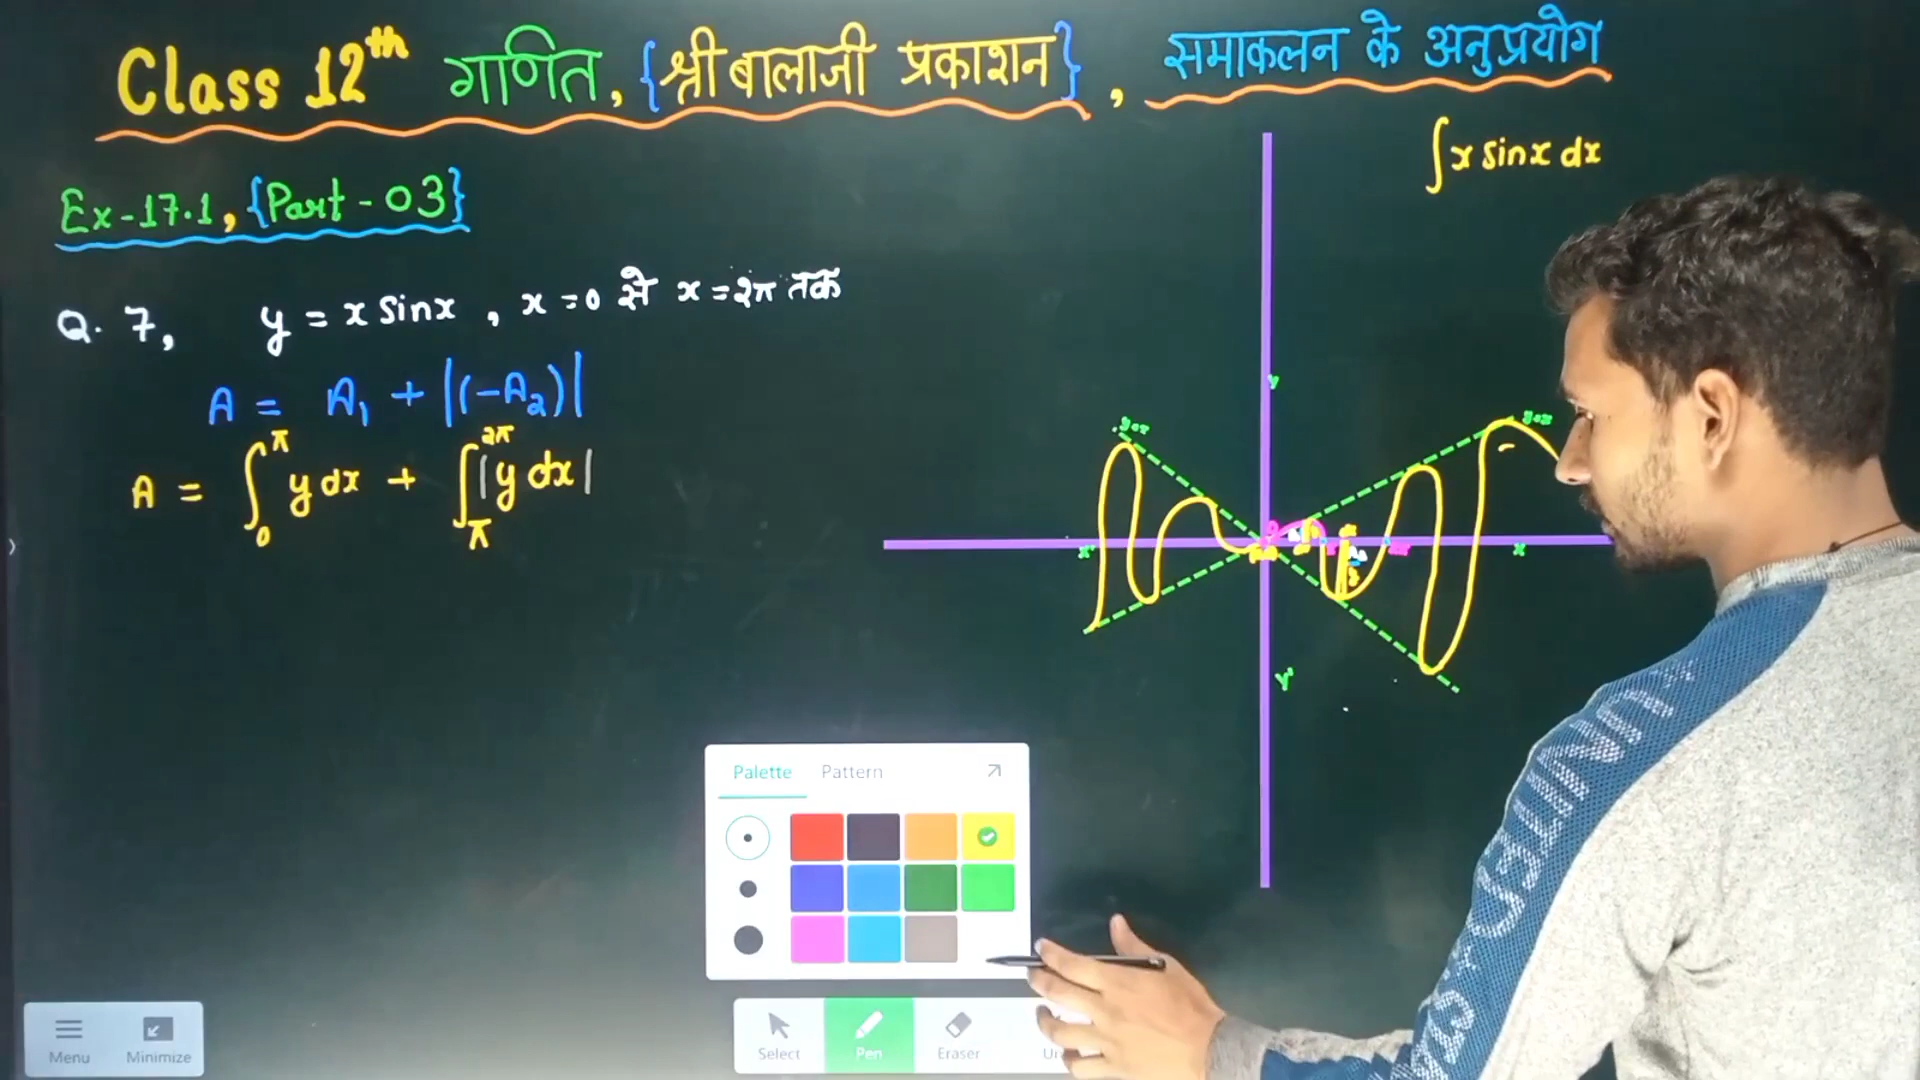 Class 12th गणित, {श्री बालाजी प्रकाशन}, समाकलन के अनुप्रयोग
∫x sinx dx
Ex-17.1, {Part-03}
Q. 7, y = x sinx, x = 0 से x = 2π तक
A = A₁ + |(-A₂)|
A = ∫₀^π y dx + ∫_π^2π |y dx|
y
x'
x
y'
Palette Pattern
Menu Minimize
Select Pen Eraser
UNITED